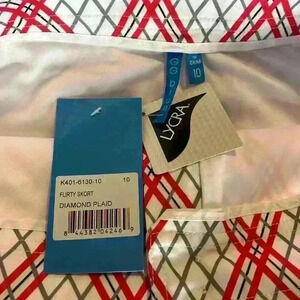 10
LYCRA
K401-6130-10 10
FLIRTY SKORT
DIAMOND PLAID
8 44382 04246 9